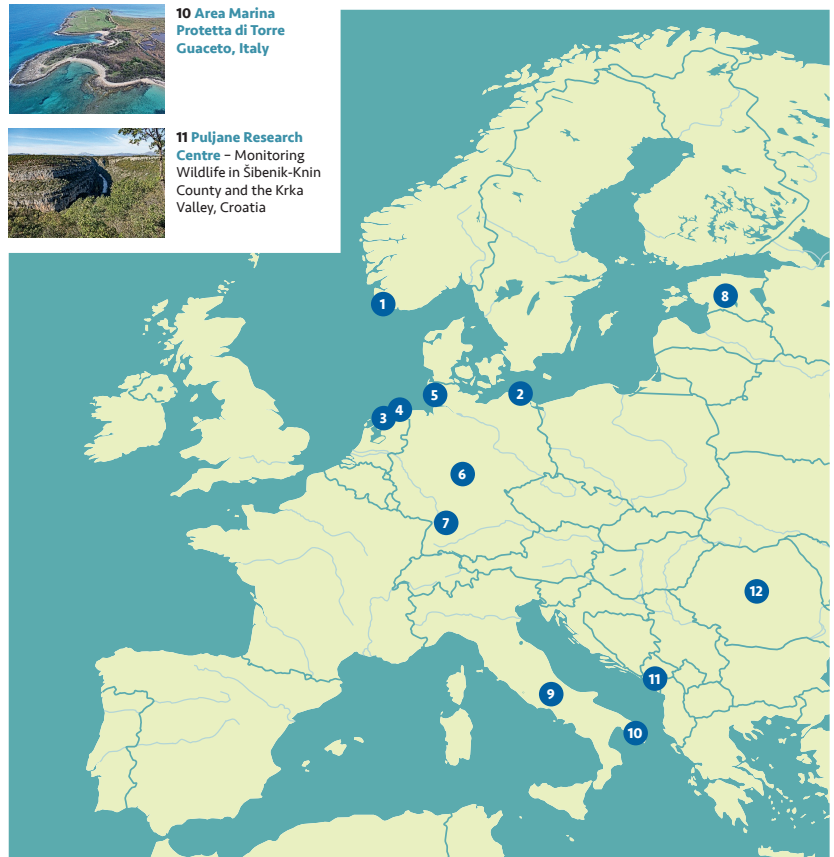 10 Area Marina
Protetta di Torre
Guaceto, Italy
11 Puljane Research
Centre – Monitoring
Wildlife in Šibenik-Knin
County and the Krka
Valley, Croatia
1
8
5
2
4
3
6
7
12
11
9
10